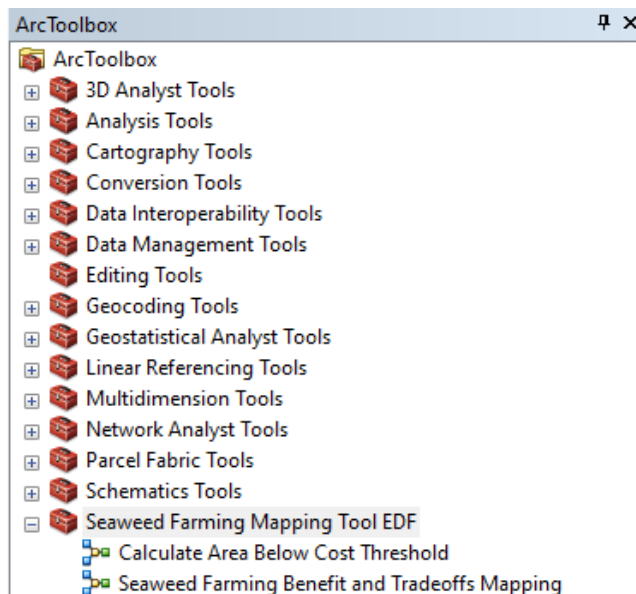 ArcToolbox
ArcToolbox
3D Analyst Tools
Analysis Tools
Cartography Tools
Conversion Tools
Data Interoperability Tools
Data Management Tools
Editing Tools
Geocoding Tools
Geostatistical Analyst Tools
Linear Referencing Tools
Multidimension Tools
Network Analyst Tools
Parcel Fabric Tools
Schematics Tools
Seaweed Farming Mapping Tool EDF
Calculate Area Below Cost Threshold
Seaweed Farming Benefit and Tradeoffs Mapping